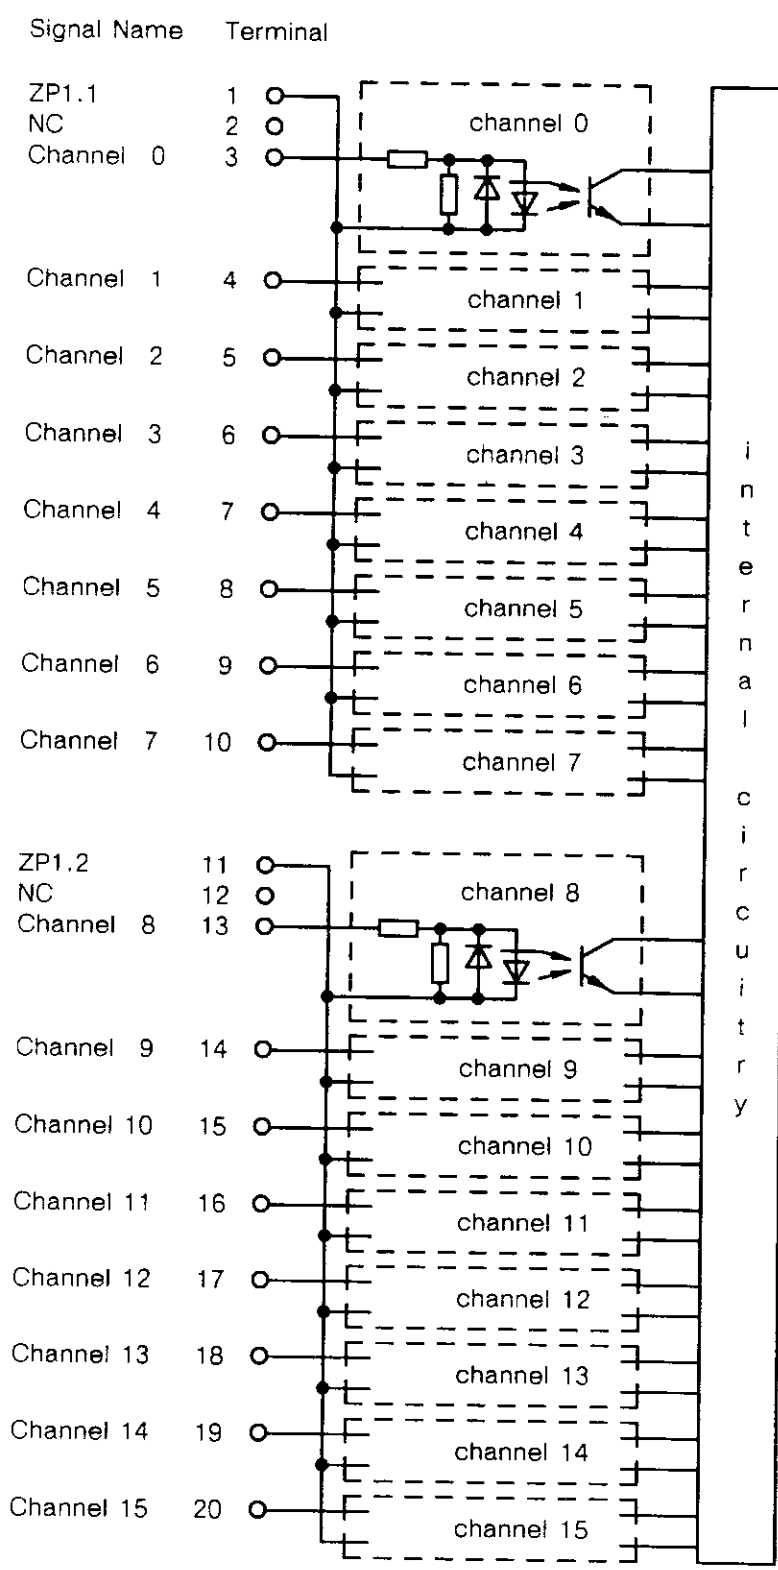 Signal Name Terminal
ZP1.1 1
NC 2
channel 0
Channel 0 3
Channel 1 4
channel 1
Channel 2 5
channel 2
Channel 3 6
channel 3
Channel 4 7
channel 4
Channel 5 8
channel 5
Channel 6 9
channel 6
Channel 7 10
channel 7
ZP1.2 11
NC 12
channel 8
Channel 8 13
Channel 9 14
channel 9
Channel 10 15
channel 10
Channel 11 16
channel 11
Channel 12 17
channel 12
Channel 13 18
channel 13
Channel 14 19
channel 14
Channel 15 20
channel 15
internal circuitry